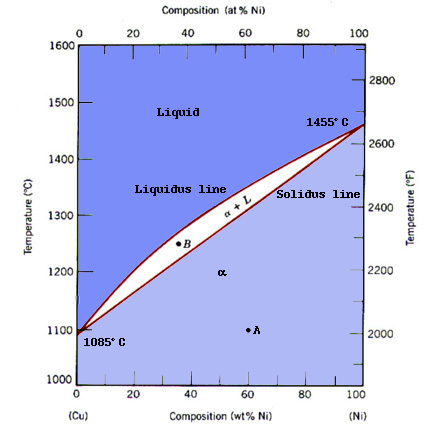 Composition (at % Ni)
0 20 40 60 80 100
1600
1500
1400
1300
1200
1100
1000
Temperature (°C)
2800
2600
2400
2200
2000
Temperature (°F)
Liquid
1455° C
Liquidus line
Solidus line
α + L
B
α
A
1085° C
0 20 40 60 80 100
(Cu) Composition (wt% Ni) (Ni)